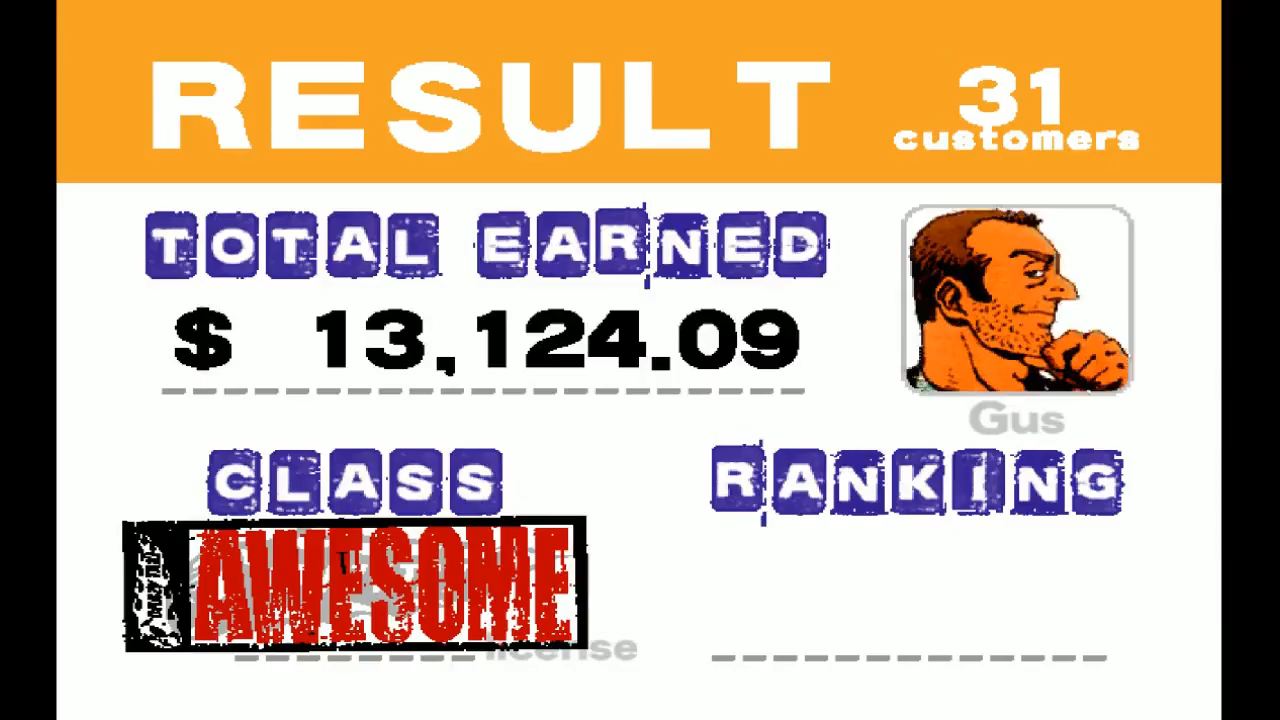 RESULT
31
customers
TOTAL EARNED
$ 13,124.09
Gus
CLASS
RANKING
AWESOME
license